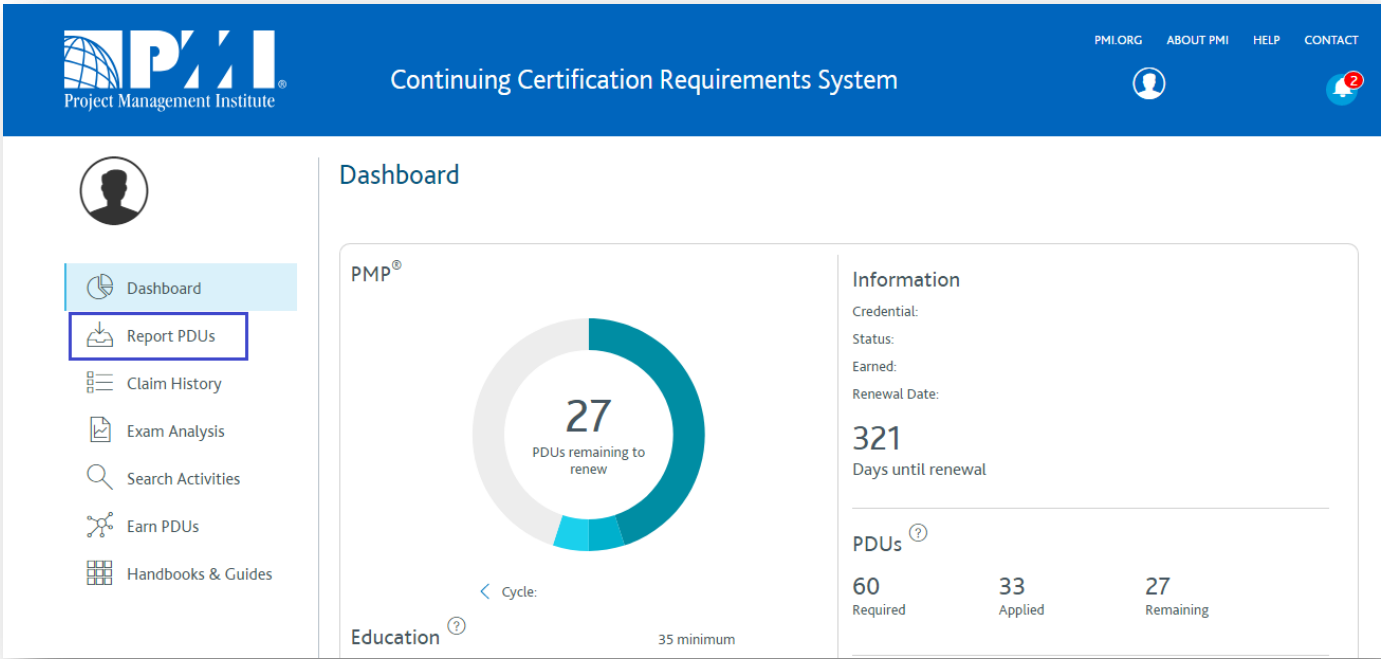 PMI®
Project Management Institute
Continuing Certification Requirements System
PMI.ORG ABOUT PMI HELP CONTACT
2
Dashboard
Report PDUs
Claim History
Exam Analysis
Search Activities
Earn PDUs
Handbooks & Guides
Dashboard
PMP®
27
PDUs remaining to
renew
Cycle:
Education ?
35 minimum
Information
Credential:
Status:
Earned:
Renewal Date:
321
Days until renewal
PDUs ?
60 33 27
Required Applied Remaining